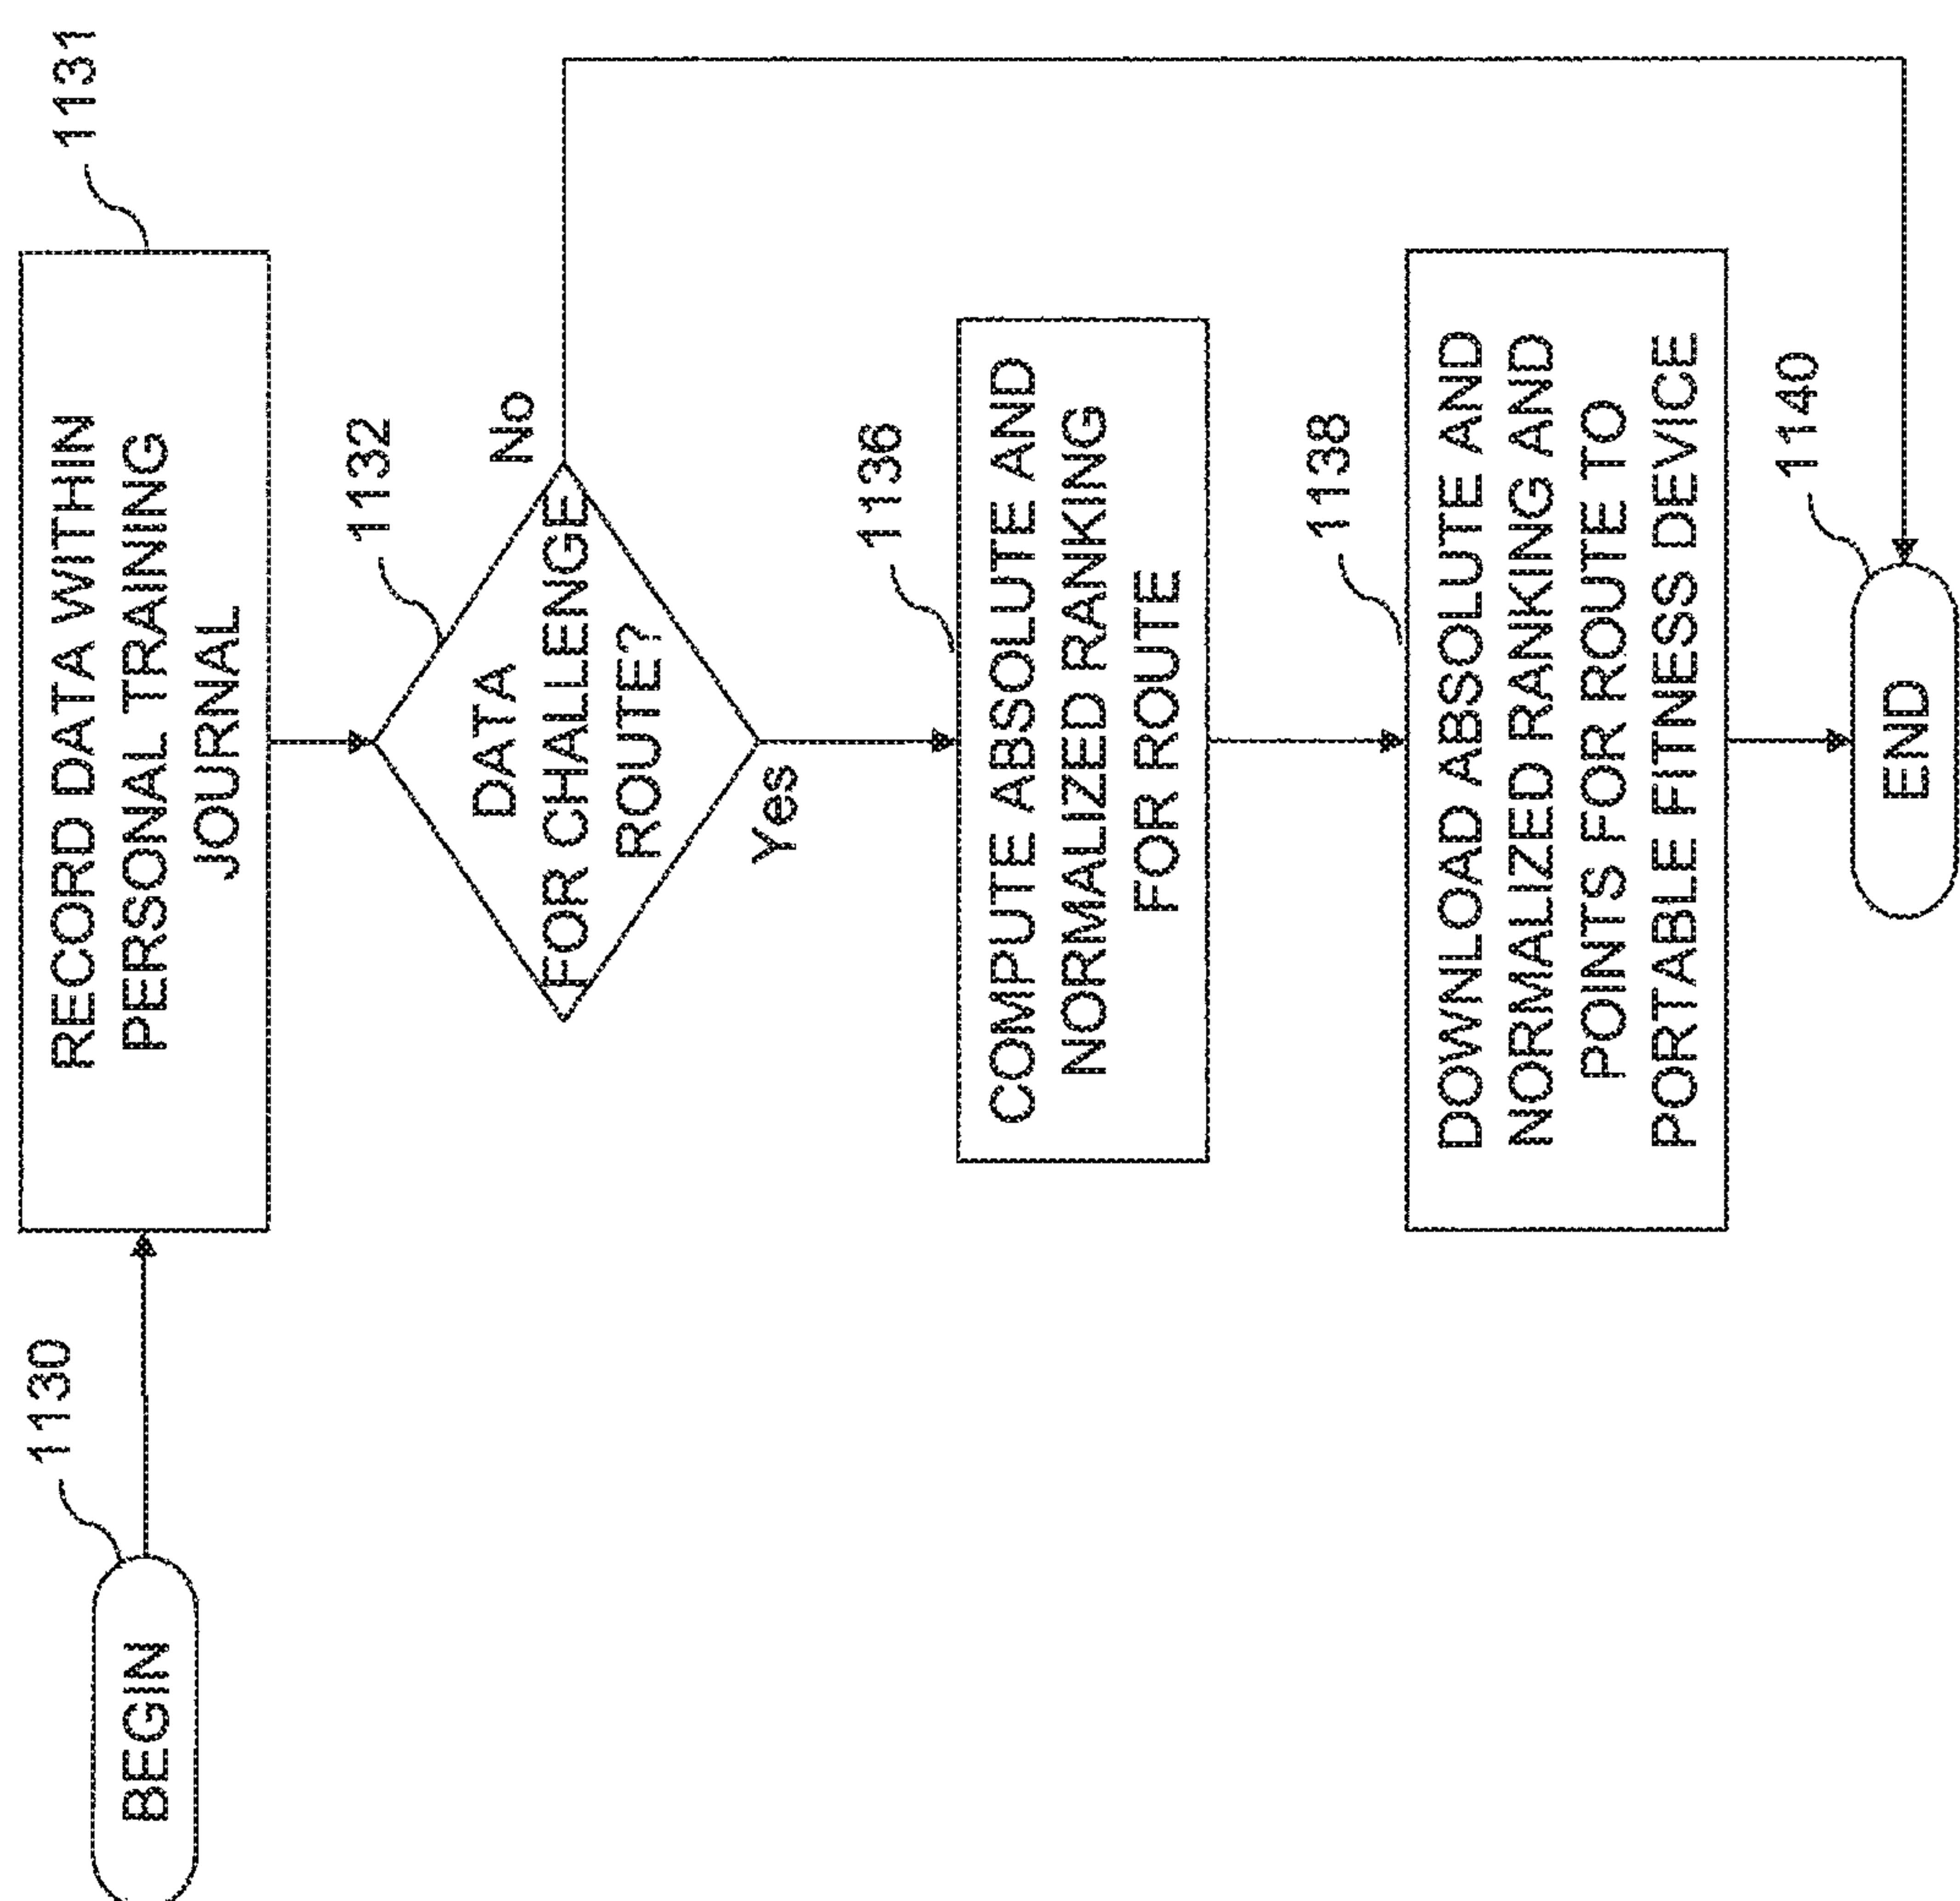 BEGIN
1130
RECORD DATA WITHIN
PERSONAL TRAINING
JOURNAL
1131
DATA
FOR CHALLENGE
ROUTE?
1132
No
Yes
COMPUTE ABSOLUTE AND
NORMALIZED RANKING
FOR ROUTE
1136
DOWNLOAD ABSOLUTE AND
NORMALIZED RANKING AND
POINTS FOR ROUTE TO
PORTABLE FITNESS DEVICE
1138
END
1140